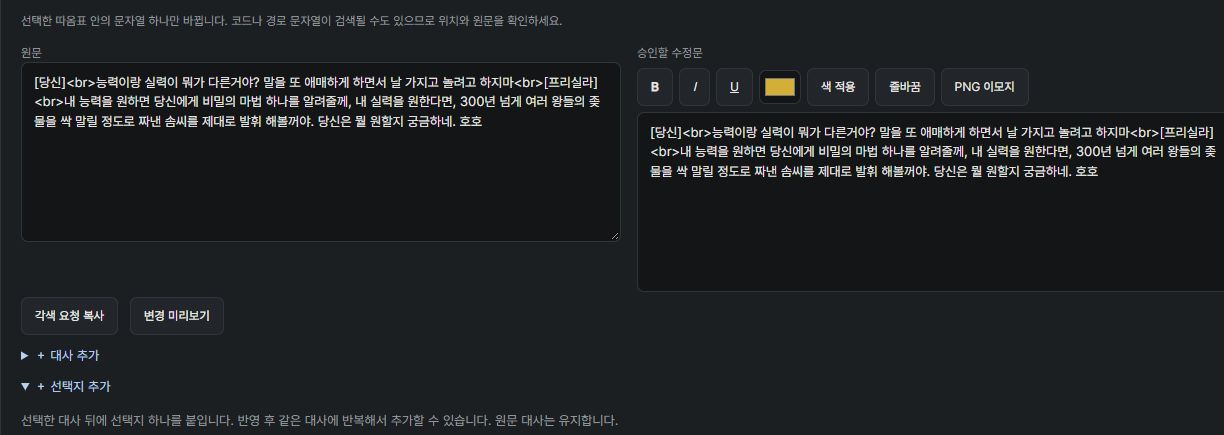 선택한 따옴표 안의 문자열 하나만 바뀝니다. 코드나 경로 문자열이 검색될 수도 있으므로 위치와 원문을 확인하세요.
원문
[당신]<br>능력이랑 실력이 뭐가 다른거야? 말을 또 애매하게 하면서 날 가지고 놀려고 하지마<br>[프리실라]
<br>내 능력을 원하면 당신에게 비밀의 마법 하나를 알려줄께, 내 실력을 원한다면, 300년 넘게 여러 왕들의 좆
물을 싹 말릴 정도로 짜낸 솜씨를 제대로 발휘 해볼꺼야. 당신은 뭘 원할지 궁금하네. 호호
승인할 수정문
B I U 색 적용 줄바꿈 PNG 이모지
[당신]<br>능력이랑 실력이 뭐가 다른거야? 말을 또 애매하게 하면서 날 가지고 놀려고 하지마<br>[프리실라]
<br>내 능력을 원하면 당신에게 비밀의 마법 하나를 알려줄께, 내 실력을 원한다면, 300년 넘게 여러 왕들의 좆
물을 싹 말릴 정도로 짜낸 솜씨를 제대로 발휘 해볼꺼야. 당신은 뭘 원할지 궁금하네. 호호
각색 요청 복사 변경 미리보기
▶ + 대사 추가
▼ + 선택지 추가
선택한 대사 뒤에 선택지 하나를 붙입니다. 반영 후 같은 대사에 반복해서 추가할 수 있습니다. 원문 대사는 유지합니다.